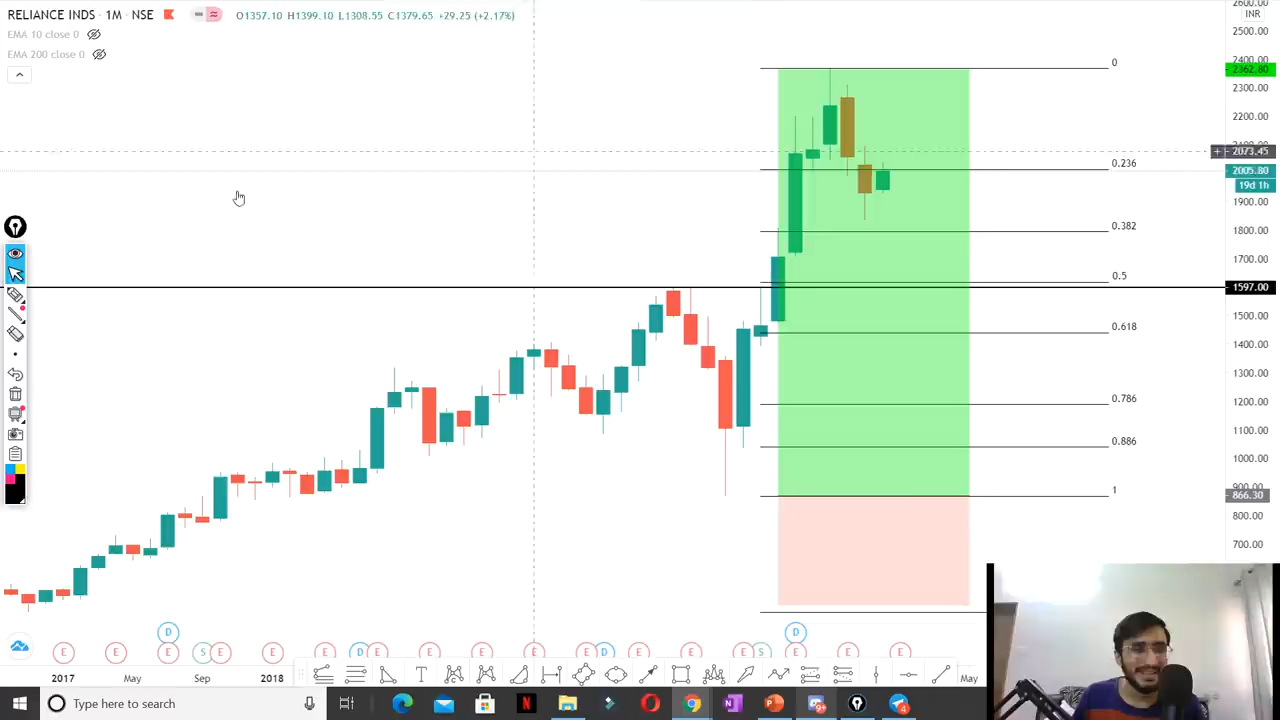 RELIANCE INDS · 1M · NSE
O1357.10 H1399.10 L1308.55 C1379.65 +29.25 (+2.17%)
EMA 10 close 0
EMA 200 close 0
INR
2600.00
2500.00
2400.00
2362.80
2300.00
2200.00
2073.45
2005.80
19d 1h
1900.00
1800.00
1700.00
1597.00
1500.00
1400.00
1300.00
1200.00
1100.00
1000.00
866.30
800.00
700.00
0
0.236
0.382
0.5
0.618
0.786
0.886
1
D D D D
E E E S E E E D E E E E E D E E S E E E
2017 May Sep 2018 May
T
Type here to search